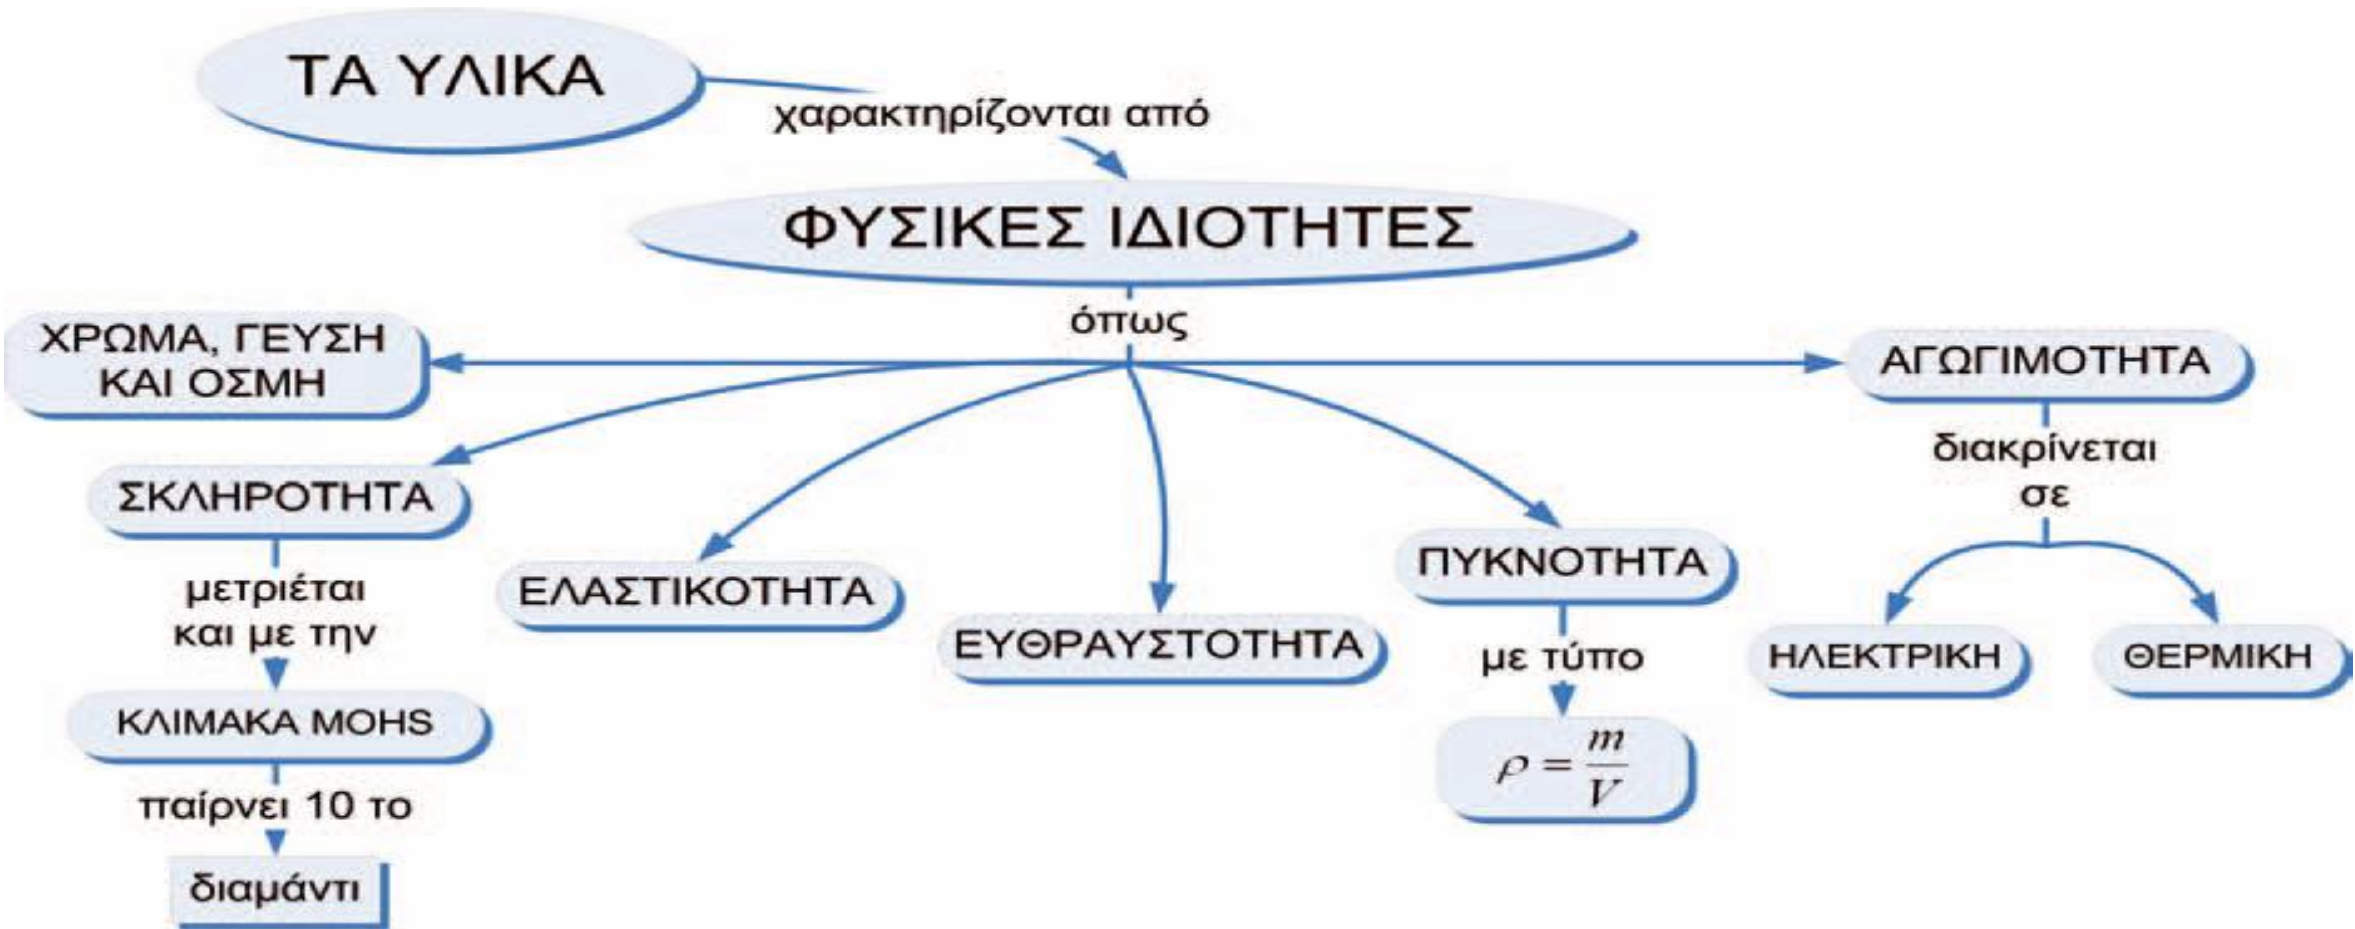 ΤΑ ΥΛΙΚΑ
χαρακτηρίζονται από
ΦΥΣΙΚΕΣ ΙΔΙΟΤΗΤΕΣ
όπως
ΧΡΩΜΑ, ΓΕΥΣΗ
ΚΑΙ ΟΣΜΗ
ΣΚΛΗΡΟΤΗΤΑ
μετριέται
και με την
ΚΛΙΜΑΚΑ MOHS
παίρνει 10 το
διαμάντι
ΕΛΑΣΤΙΚΟΤΗΤΑ
ΕΥΘΡΑΥΣΤΟΤΗΤΑ
ΠΥΚΝΟΤΗΤΑ
με τύπο
ρ = m/V
ΑΓΩΓΙΜΟΤΗΤΑ
διακρίνεται
σε
ΗΛΕΚΤΡΙΚΗ
ΘΕΡΜΙΚΗ